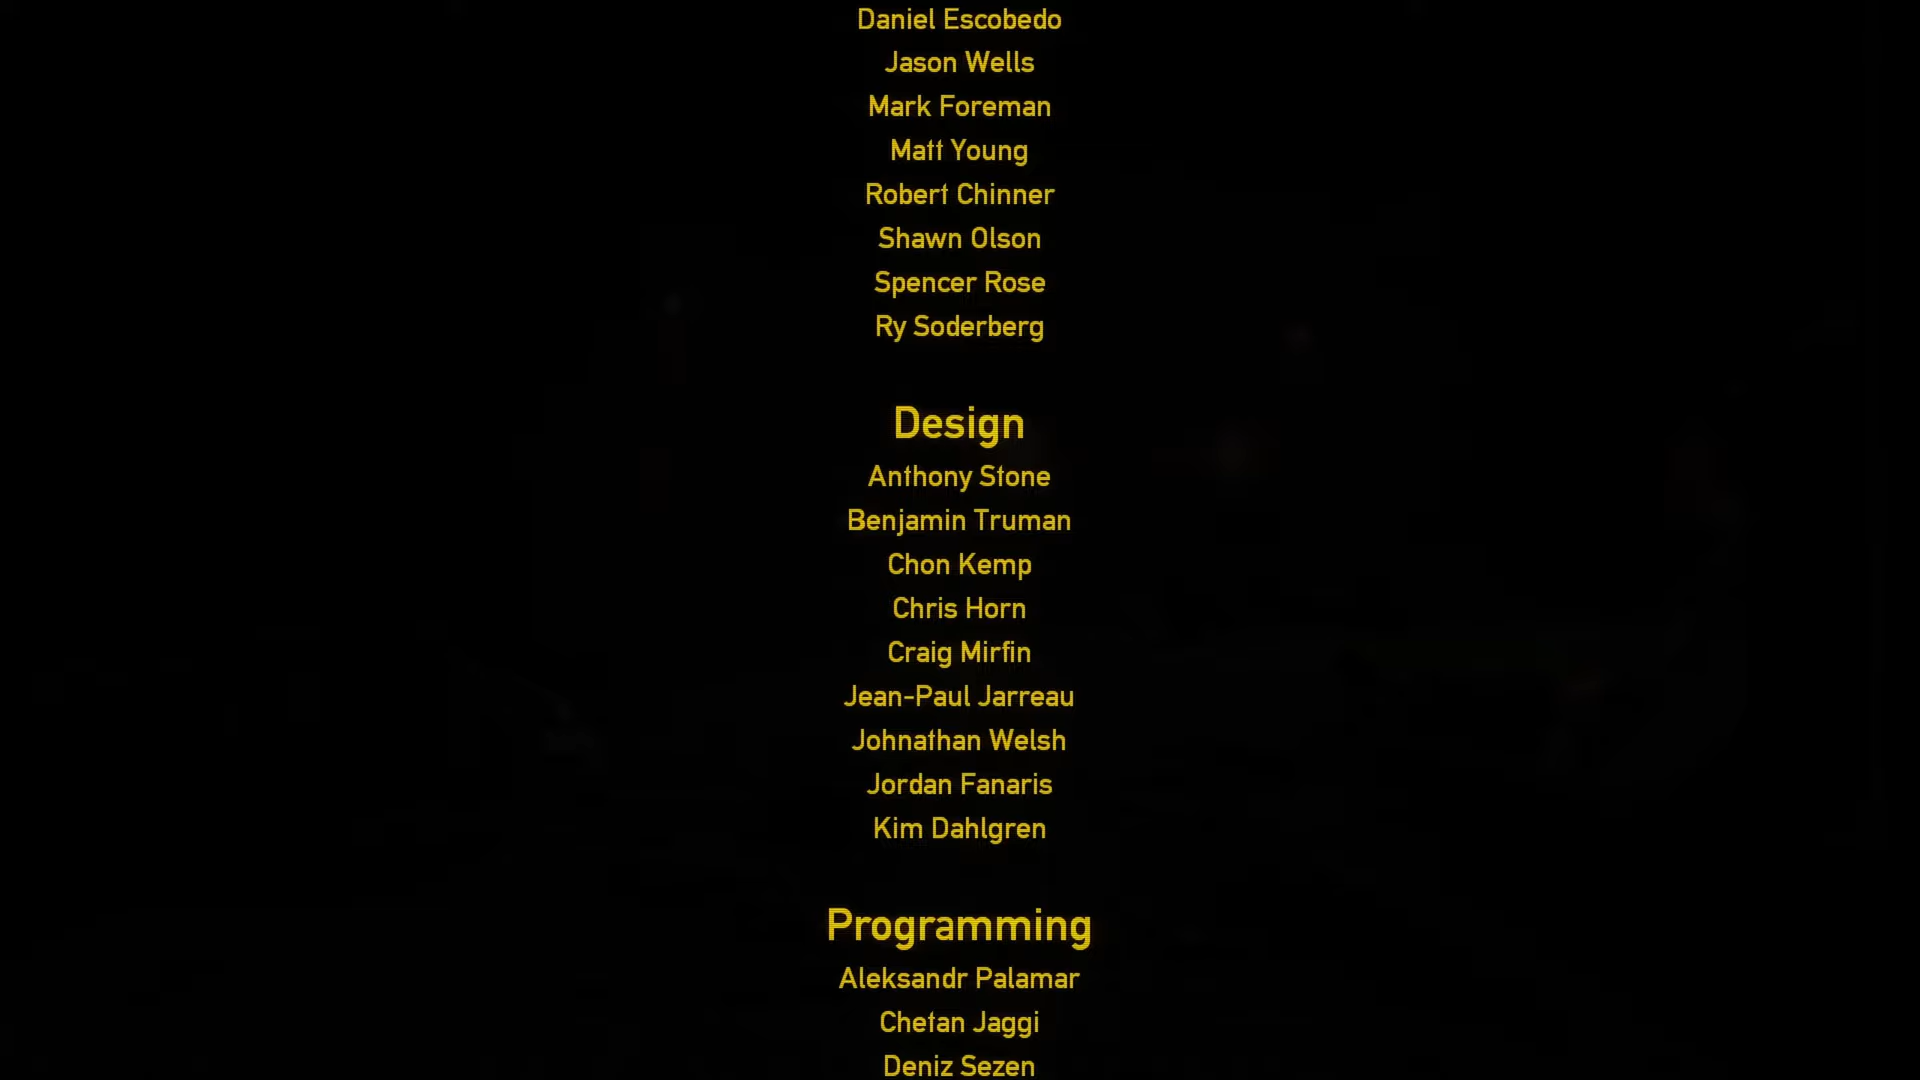 Daniel Escobedo
Jason Wells
Mark Foreman
Matt Young
Robert Chinner
Shawn Olson
Spencer Rose
Ry Soderberg
Design
Anthony Stone
Benjamin Truman
Chon Kemp
Chris Horn
Craig Mirfin
Jean-Paul Jarreau
Johnathan Welsh
Jordan Fanaris
Kim Dahlgren
Programming
Aleksandr Palamar
Chetan Jaggi
Deniz Sezen